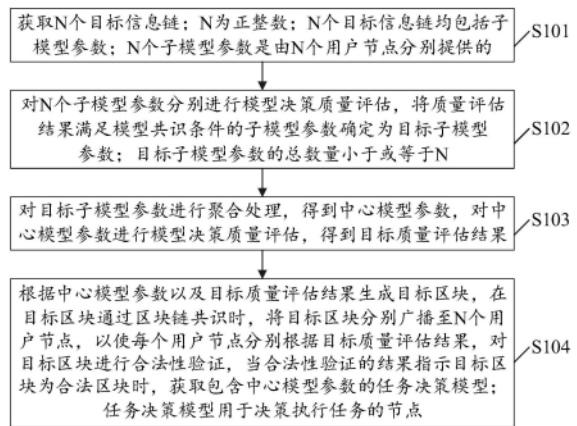 获取N个目标信息链；N为正整数；N个目标信息链均包括子
模型参数；N个子模型参数是由N个用户节点分别提供的
S101
对N个子模型参数分别进行模型决策质量评估，将质量评估
结果满足模型共识条件的子模型参数确定为目标子模型
参数；目标子模型参数的总数量小于或等于N
S102
对目标子模型参数进行聚合处理，得到中心模型参数，对中
心模型参数进行模型决策质量评估，得到目标质量评估结果
S103
根据中心模型参数以及目标质量评估结果生成目标区块，在
目标区块通过区块链共识时，将目标区块分别广播至N个用
户节点，以使每个用户节点分别根据目标质量评估结果，对
目标区块进行合法性验证，当合法性验证的结果指示目标区
块为合法区块时，获取包含中心模型参数的任务决策模型；
任务决策模型用于决策执行任务的节点
S104